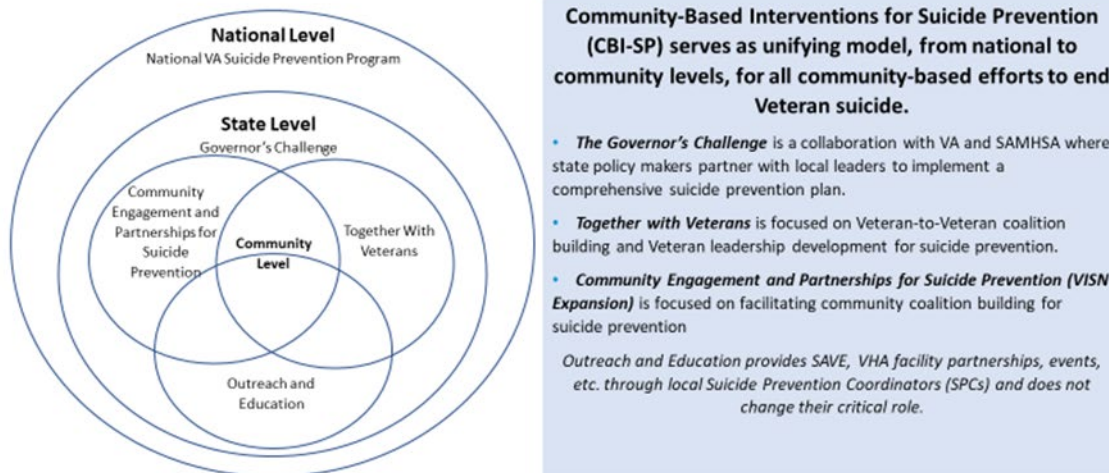 National Level
National VA Suicide Prevention Program
State Level
Governor's Challenge
Community
Engagement and
Partnerships for
Suicide
Prevention
Community
Level
Together With
Veterans
Outreach and
Education
Community-Based Interventions for Suicide Prevention
(CBI-SP) serves as unifying model, from national to
community levels, for all community-based efforts to end
Veteran suicide.
• The Governor's Challenge is a collaboration with VA and SAMHSA where
state policy makers partner with local leaders to implement a
comprehensive suicide prevention plan.
• Together with Veterans is focused on Veteran-to-Veteran coalition
building and Veteran leadership development for suicide prevention.
• Community Engagement and Partnerships for Suicide Prevention (VISN
Expansion) is focused on facilitating community coalition building for
suicide prevention
Outreach and Education provides SAVE, VHA facility partnerships, events,
etc. through local Suicide Prevention Coordinators (SPCs) and does not
change their critical role.